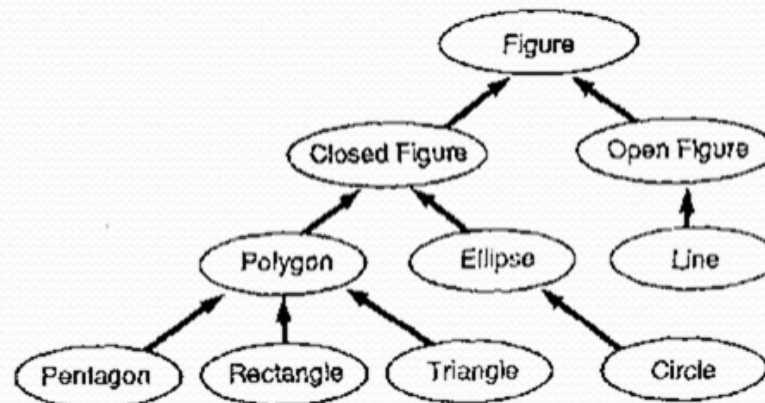 Figure
Closed Figure
Open Figure
Polygon
Ellipse
Line
Pentagon
Rectangle
Triangle
Circle